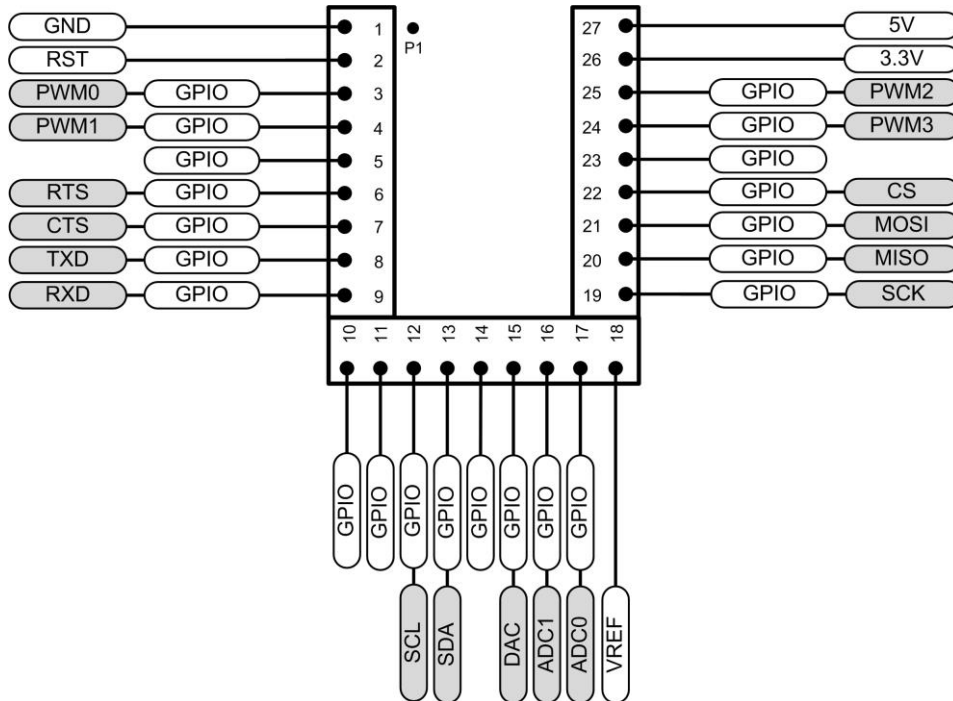 GND 1 P1 27 5V
RST 2 26 3.3V
PWM0 GPIO 3 25 GPIO PWM2
PWM1 GPIO 4 24 GPIO PWM3
GPIO 5 23 GPIO
RTS GPIO 6 22 GPIO CS
CTS GPIO 7 21 GPIO MOSI
TXD GPIO 8 20 GPIO MISO
RXD GPIO 9 19 GPIO SCK
10 11 12 13 14 15 16 17 18
GPIO GPIO GPIO GPIO GPIO GPIO GPIO GPIO
SCL SDA DAC ADC1 ADC0 VREF